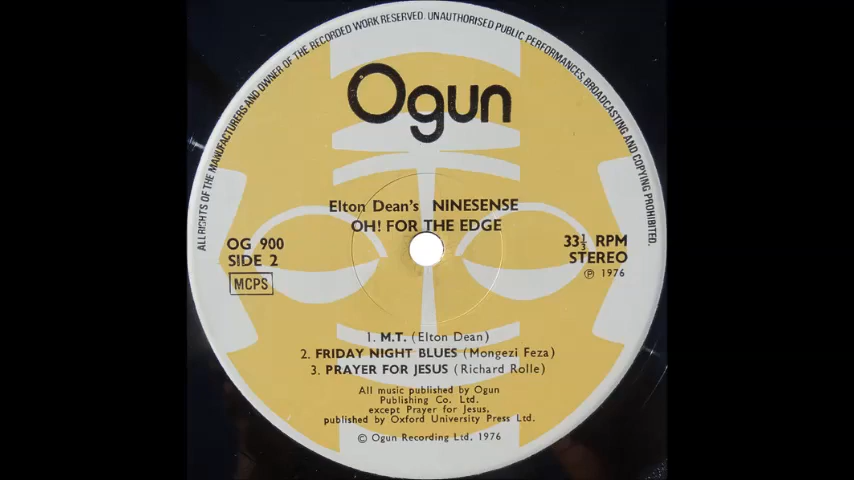 ALL RIGHTS OF THE MANUFACTURERS AND OWNER OF THE RECORDED WORK RESERVED. UNAUTHORISED PUBLIC PERFORMANCES, BROADCASTING AND COPYING PROHIBITED.
Ogun
Elton Dean's NINESENSE
OH! FOR THE EDGE
OG 900
SIDE 2
MCPS
33⅓ RPM
STEREO
℗ 1976
1. M.T. (Elton Dean)
2. FRIDAY NIGHT BLUES (Mongezi Feza)
3. PRAYER FOR JESUS (Richard Rolle)
All music published by Ogun
Publishing Co. Ltd.
except Prayer for Jesus,
published by Oxford University Press Ltd.
© Ogun Recording Ltd. 1976